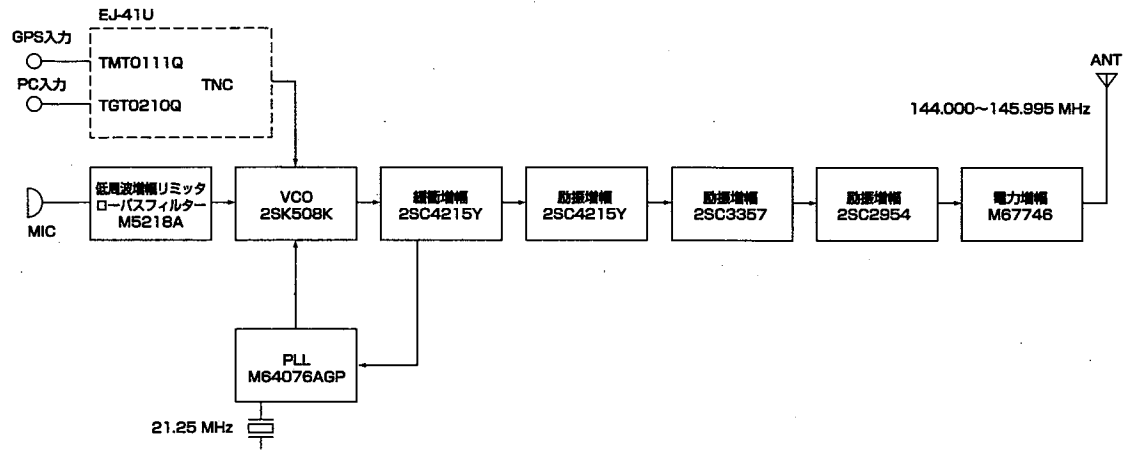 EJ-41U
GPS入力
TMT0111Q
PC入力
TNC
TGT0210Q
ANT
144.000～145.995 MHz
低周波増幅リミッタ
ローパスフィルター
M5218A
MIC
VCO
2SK508K
緩衝増幅
2SC4215Y
励振増幅
2SC4215Y
励振増幅
2SC3357
励振増幅
2SC2954
電力増幅
M67746
PLL
M64076AGP
21.25 MHz